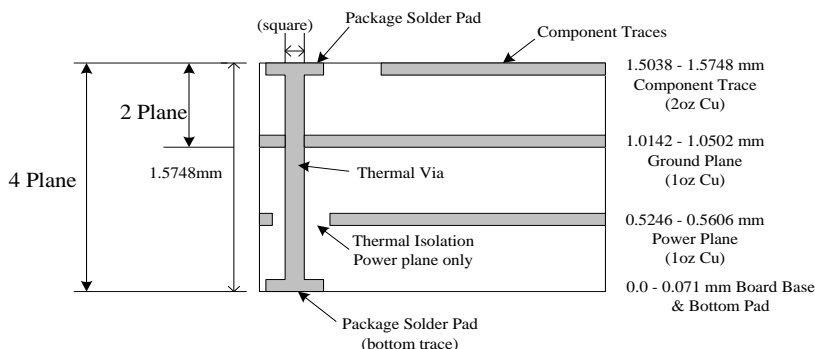 (square)
Package Solder Pad
Component Traces
1.5038 - 1.5748 mm
Component Trace
(2oz Cu)
2 Plane
4 Plane
1.5748mm
Thermal Via
1.0142 - 1.0502 mm
Ground Plane
(1oz Cu)
Thermal Isolation
Power plane only
0.5246 - 0.5606 mm
Power Plane
(1oz Cu)
0.0 - 0.071 mm Board Base
& Bottom Pad
Package Solder Pad
(bottom trace)